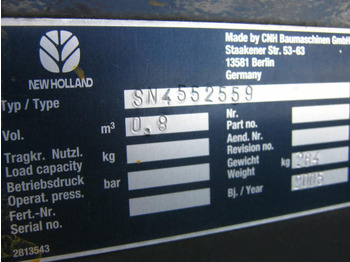 Made by CNH Baumaschinen GmbH
Staakener Str. 53-63
13581 Berlin
Germany
NEW HOLLAND
Typ / Type SN4552559
Vol. m³ 0,8
Tragkr. Nutzl.
Load capacity kg
Betriebsdruck
Operat. press. bar
Fert.-Nr.
Serial no.
Nr.
Part no.
Aend. Nr.
Revision no.
Gewicht
Weight kg 284
Bj. / Year
2813543